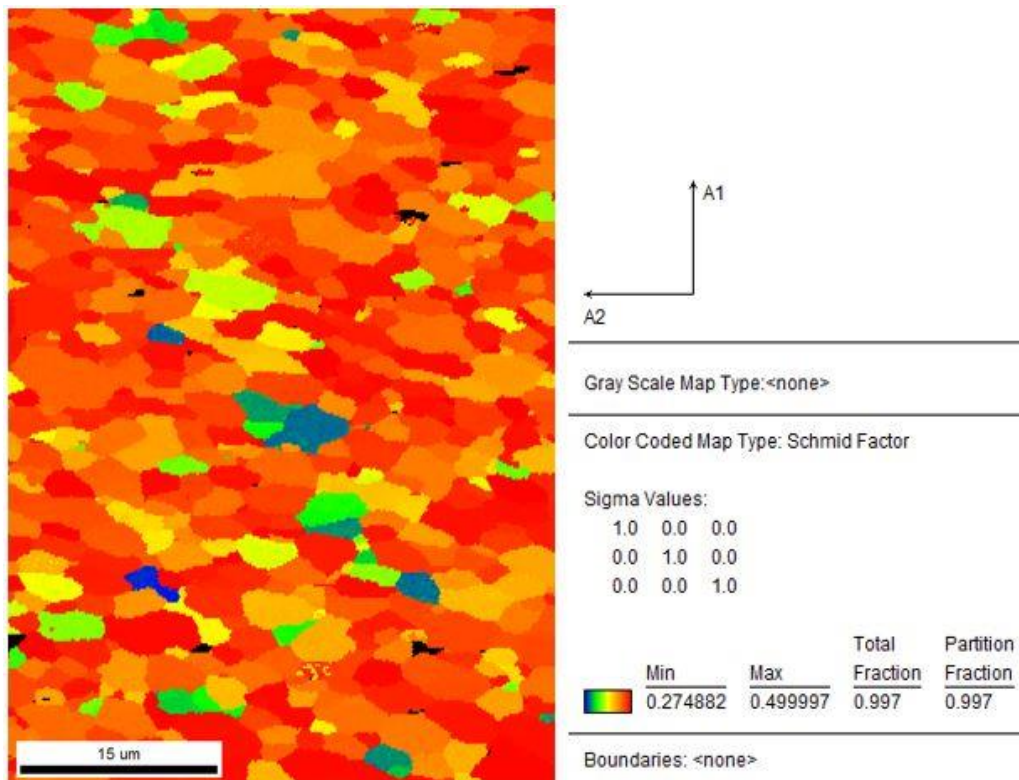 15 um
A1
A2
Gray Scale Map Type:<none>
Color Coded Map Type: Schmid Factor
Sigma Values:
1.0 0.0 0.0
0.0 1.0 0.0
0.0 0.0 1.0
Total Partition
Min Max Fraction Fraction
0.274882 0.499997 0.997 0.997
Boundaries: <none>